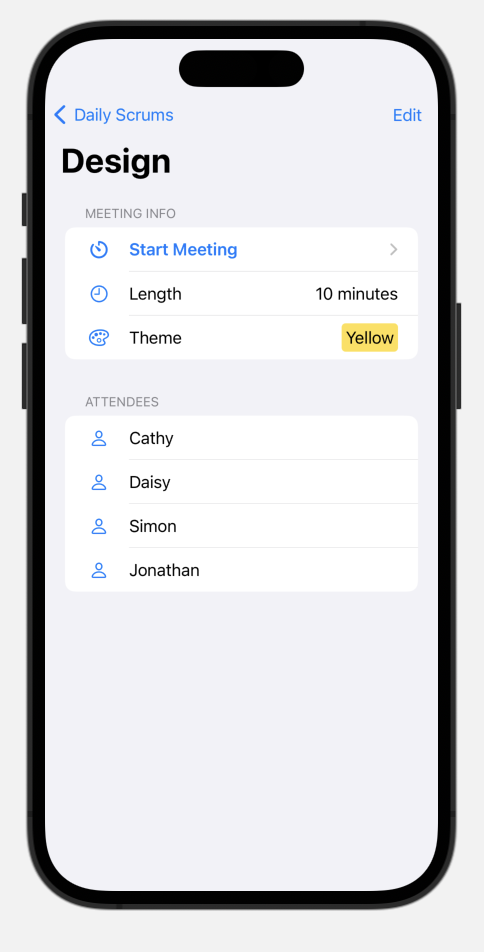 Daily Scrums Edit
Design
MEETING INFO
Start Meeting
Length 10 minutes
Theme Yellow
ATTENDEES
Cathy
Daisy
Simon
Jonathan